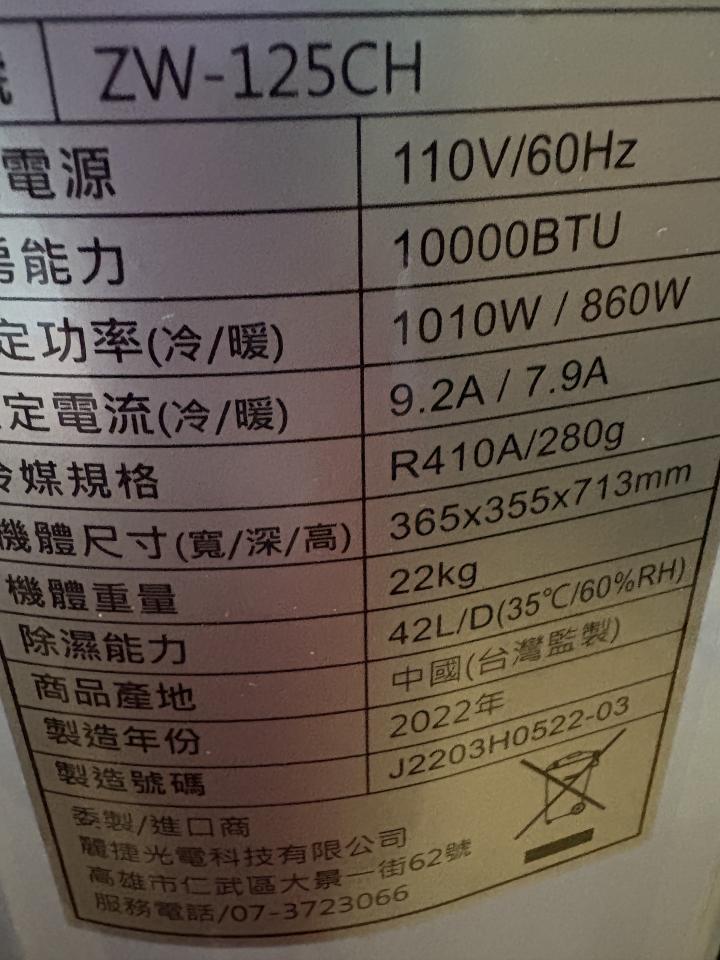 ZW-125CH
電源 110V/60Hz
能力 10000BTU
定功率(冷/暖) 1010W / 860W
定電流(冷/暖) 9.2A / 7.9A
冷媒規格 R410A/280g
機體尺寸(寬/深/高) 365x355x713mm
機體重量 22kg
除濕能力 42L/D(35℃/60%RH)
商品產地 中國(台灣監製)
製造年份 2022年
製造號碼 J2203H0522-03
委製/進口商
麗捷光電科技有限公司
高雄市仁武區大景一街62號
服務電話/07-3723066